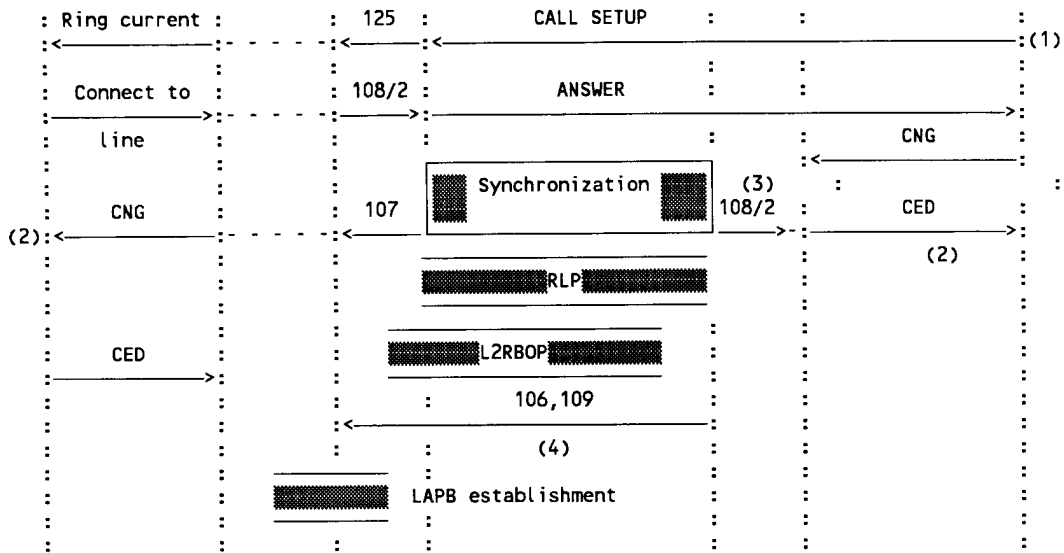 Ring current 125 CALL SETUP
(1)
Connect to 108/2 ANSWER
line CNG
Synchronization (3)
CNG 107 108/2 CED
(2) (2)
RLP
CED L2RBOP
106,109
(4)
LAPB establishment